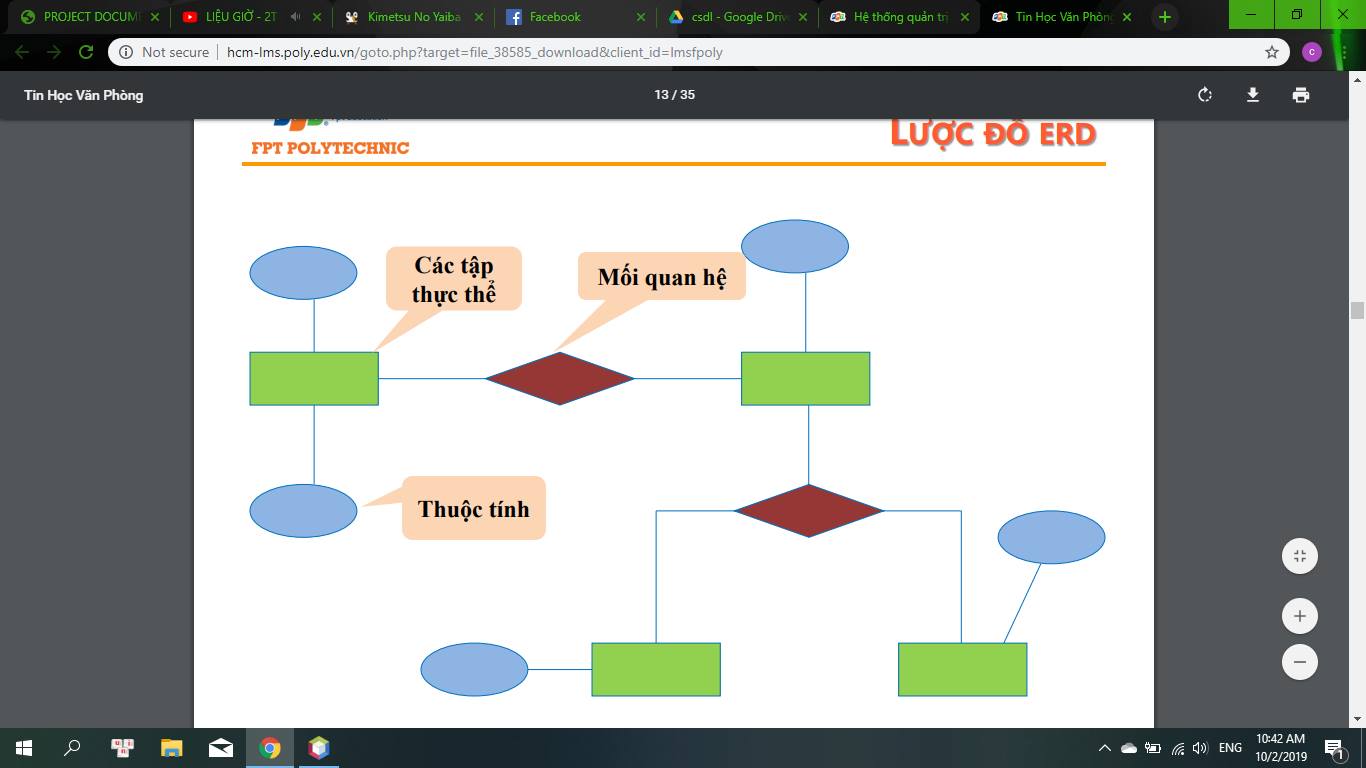 PROJECT DOCUM
LIỆU GIỜ - 2T
Kimetsu No Yaiba
Facebook
csdl - Google Driv
Hệ thống quản trị
Tin Học Văn Phòng
Not secure | hcm-lms.poly.edu.vn/goto.php?target=file_38585_download&client_id=lmsfpoly
c
Tin Học Văn Phòng
13 / 35
FPT POLYTECHNIC
LƯỢC ĐỒ ERD
Các tập
thực thể
Mối quan hệ
Thuộc tính
ENG
10:42 AM
10/2/2019
1